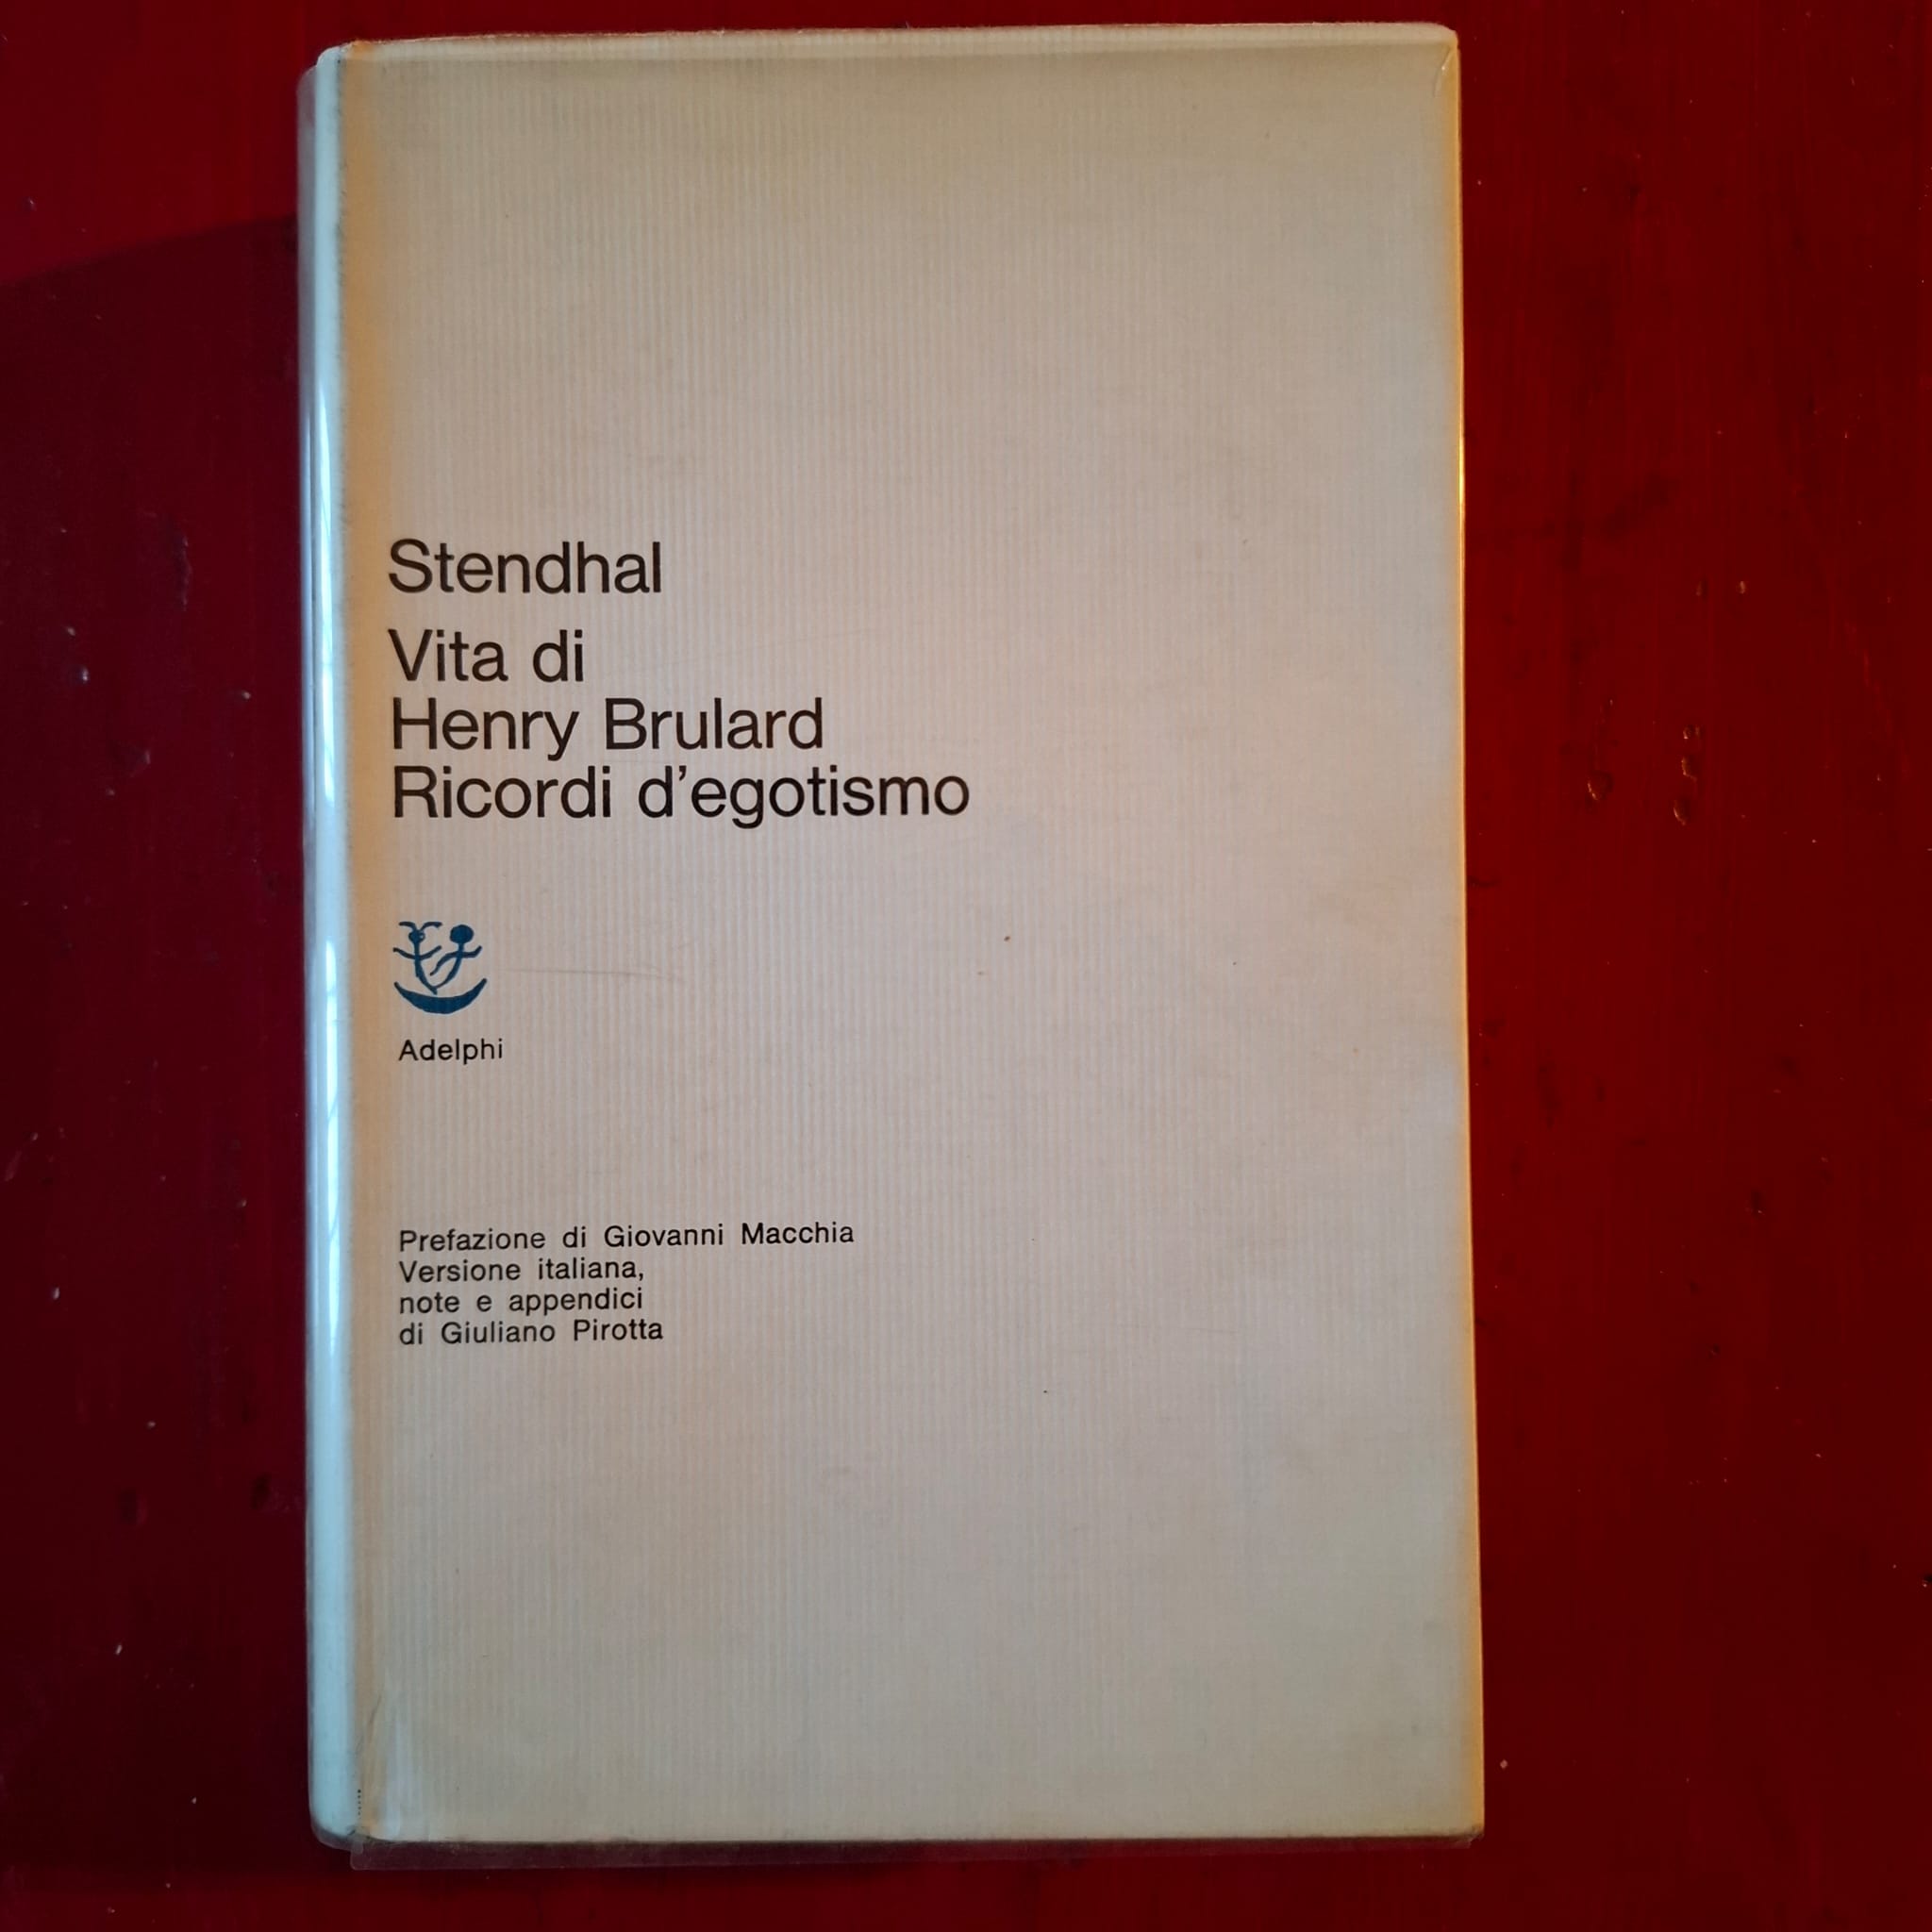 Stendhal
Vita di
Henry Brulard
Ricordi d'egotismo
Adelphi
Prefazione di Giovanni Macchia
Versione italiana,
note e appendici
di Giuliano Pirotta